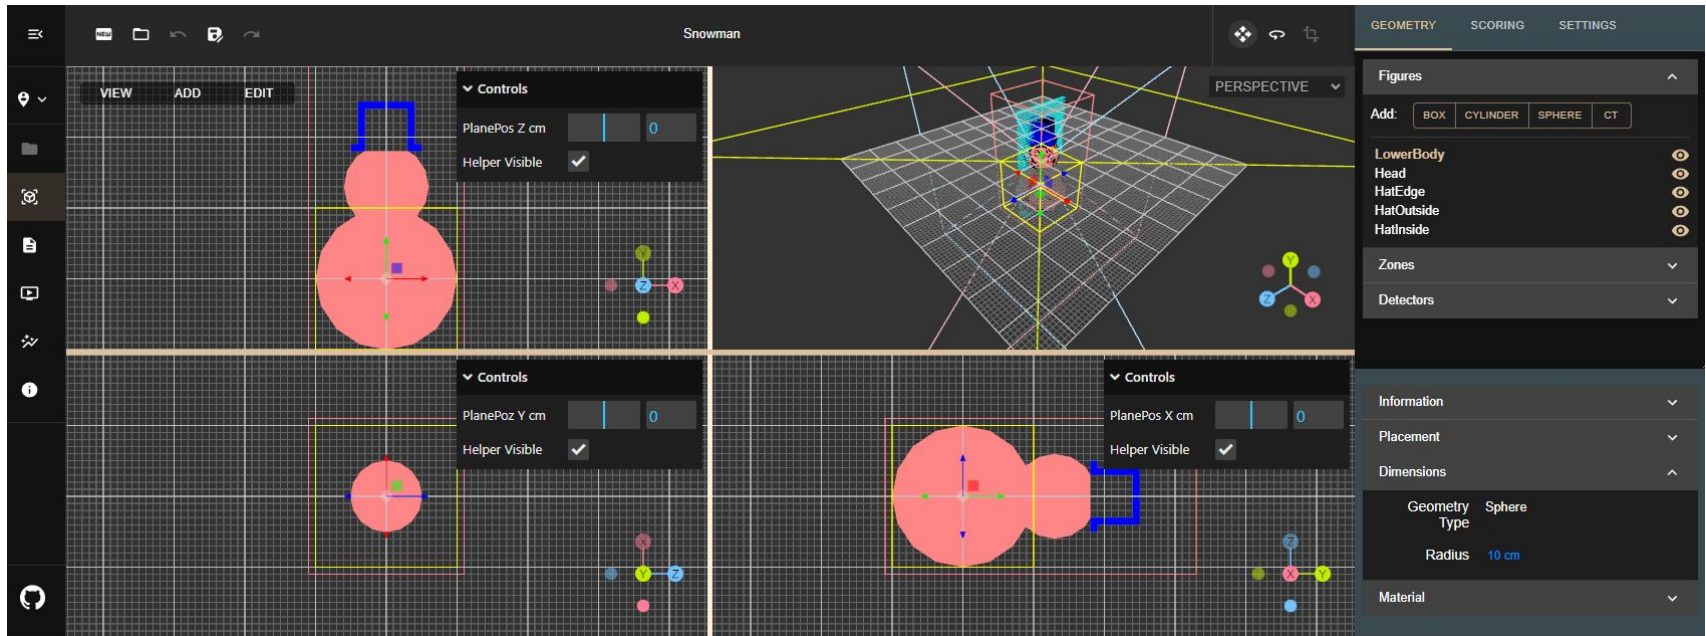 NEW
Snowman
GEOMETRY SCORING SETTINGS
VIEW ADD EDIT
Controls
PlanePos Z cm 0
Helper Visible
Y
Z X
PERSPECTIVE
Y
Z X
Figures
Add: BOX CYLINDER SPHERE CT
LowerBody
Head
HatEdge
HatOutside
HatInside
Zones
Detectors
Controls
PlanePoz Y cm 0
Helper Visible
X
Y Z
Controls
PlanePos X cm 0
Helper Visible
Z
X Y
Information
Placement
Dimensions
Geometry Sphere
Type
Radius 10 cm
Material